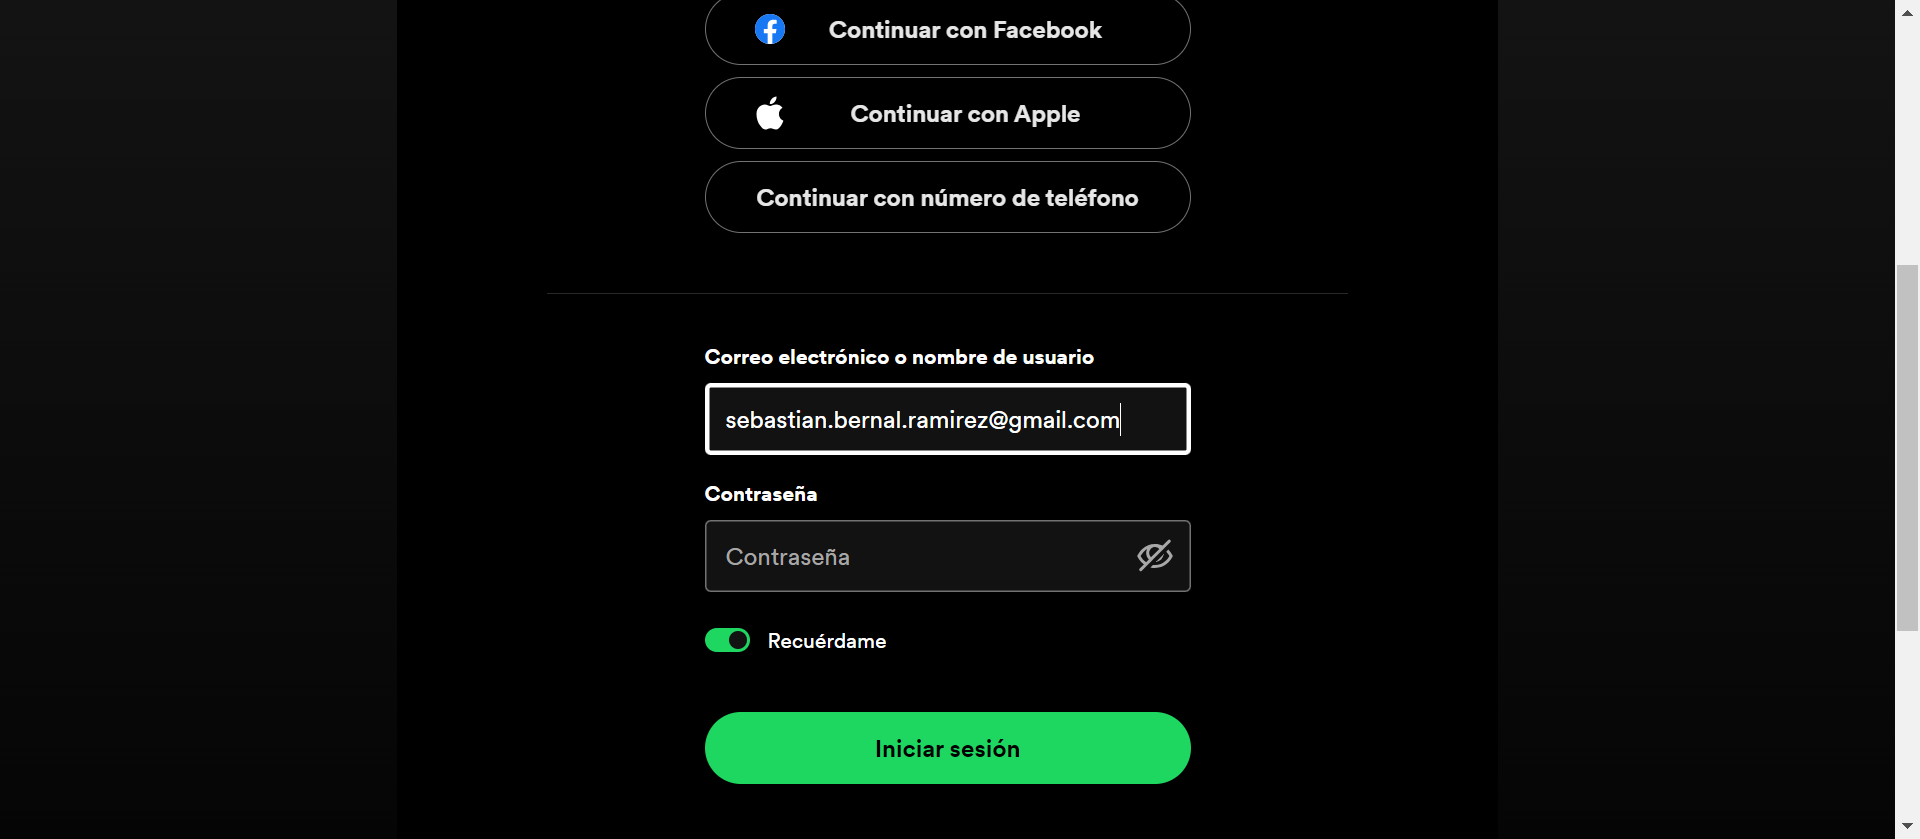 Continuar con Facebook
Continuar con Apple
Continuar con número de teléfono
Correo electrónico o nombre de usuario
sebastian.bernal.ramirez@gmail.com
Contraseña
Contraseña
Recuérdame
Iniciar sesión